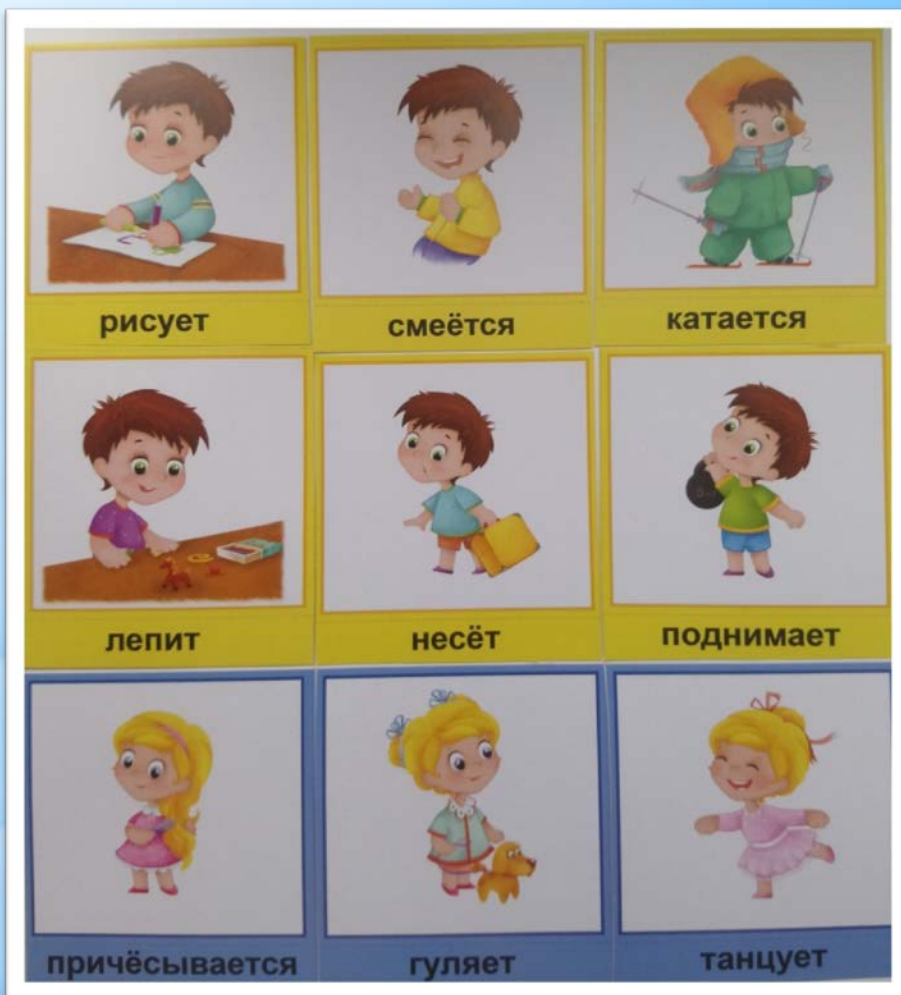 рисует
смеётся
катается
лепит
несёт
поднимает
причёсывается
гуляет
танцует